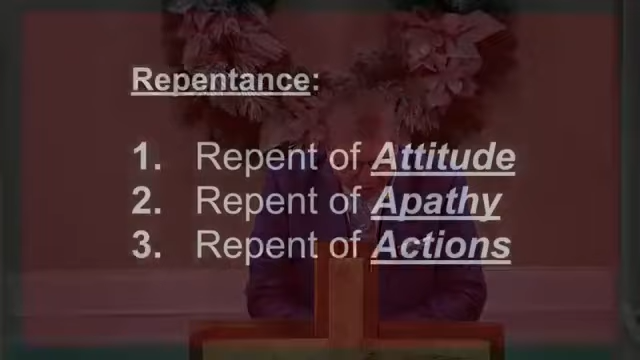 Repentance:
1. Repent of Attitude
2. Repent of Apathy
3. Repent of Actions